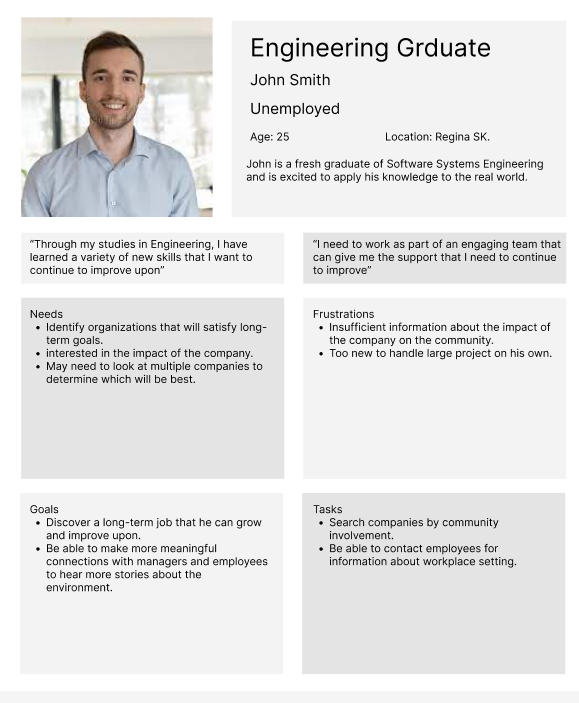 Engineering Grduate
John Smith
Unemployed
Age: 25
Location: Regina SK.
John is a fresh graduate of Software Systems Engineering
and is excited to apply his knowledge to the real world.
“Through my studies in Engineering, I have
learned a variety of new skills that I want to
continue to improve upon”
“I need to work as part of an engaging team that
can give me the support that I need to continue
to improve”
Needs
• Identify organizations that will satisfy long-
term goals.
• interested in the impact of the company.
• May need to look at multiple companies to
determine which will be best.
Frustrations
• Insufficient information about the impact of
the company on the community.
• Too new to handle large project on his own.
Goals
• Discover a long-term job that he can grow
and improve upon.
• Be able to make more meaningful
connections with managers and employees
to hear more stories about the
environment.
Tasks
• Search companies by community
involvement.
• Be able to contact employees for
information about workplace setting.